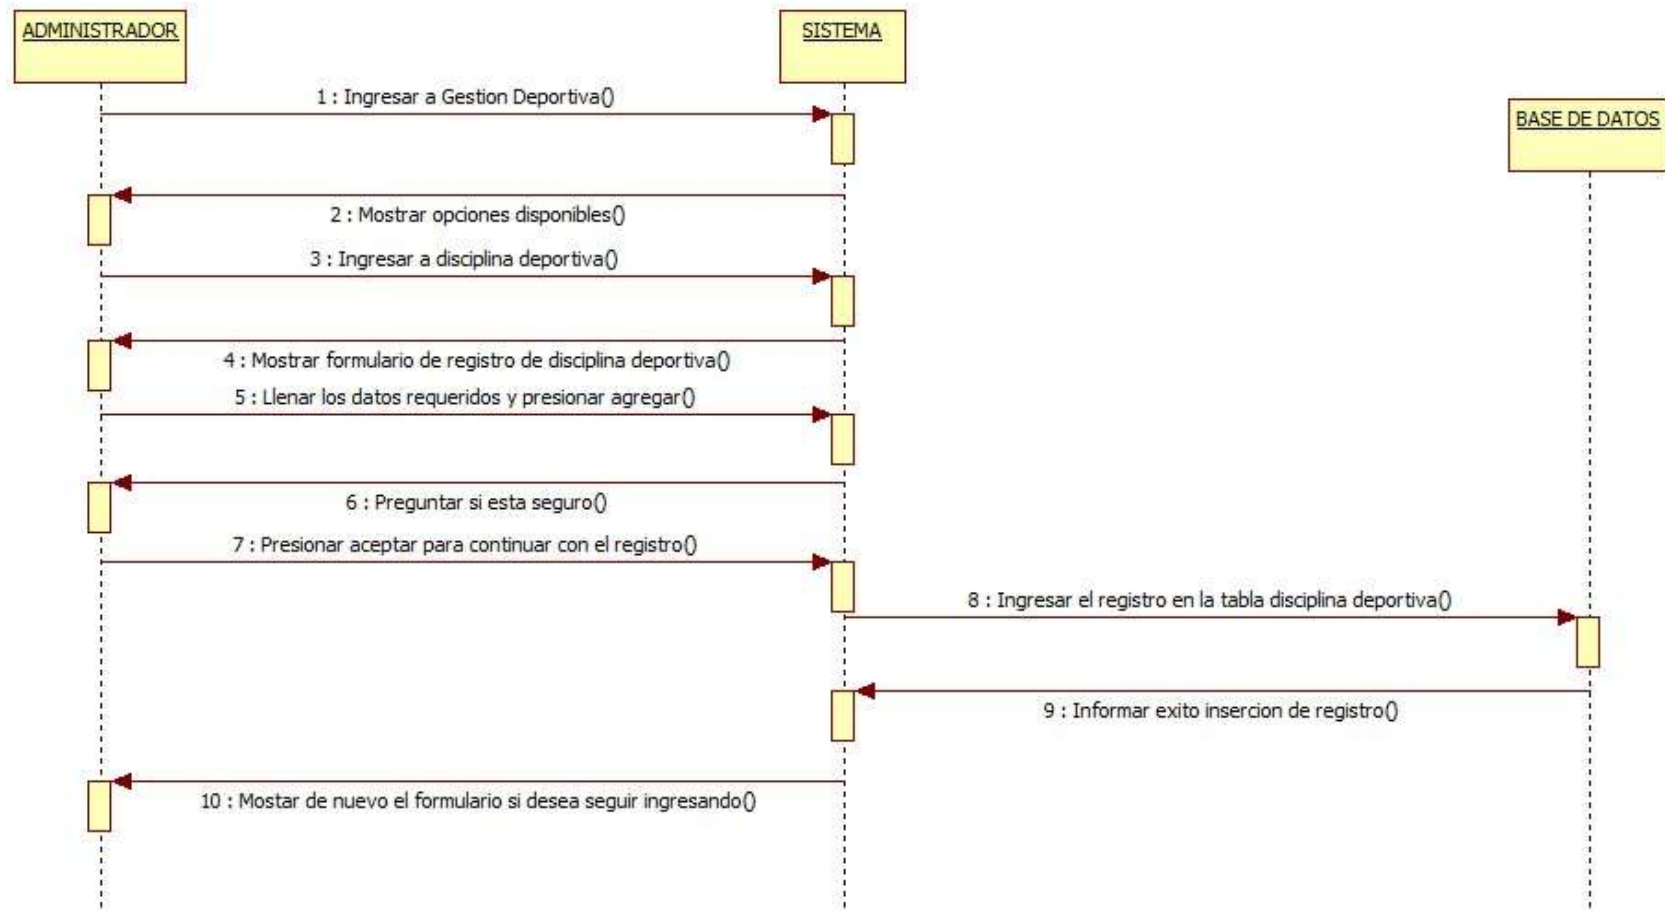 ADMINISTRADOR
SISTEMA
1 : Ingresar a Gestion Deportiva()
BASE DE DATOS
2 : Mostrar opciones disponibles()
3 : Ingresar a disciplina deportiva()
4 : Mostrar formulario de registro de disciplina deportiva()
5 : Llenar los datos requeridos y presionar agregar()
6 : Preguntar si esta seguro()
7 : Presionar aceptar para continuar con el registro()
8 : Ingresar el registro en la tabla disciplina deportiva()
9 : Informar exito insercion de registro()
10 : Mostar de nuevo el formulario si desea seguir ingresando()